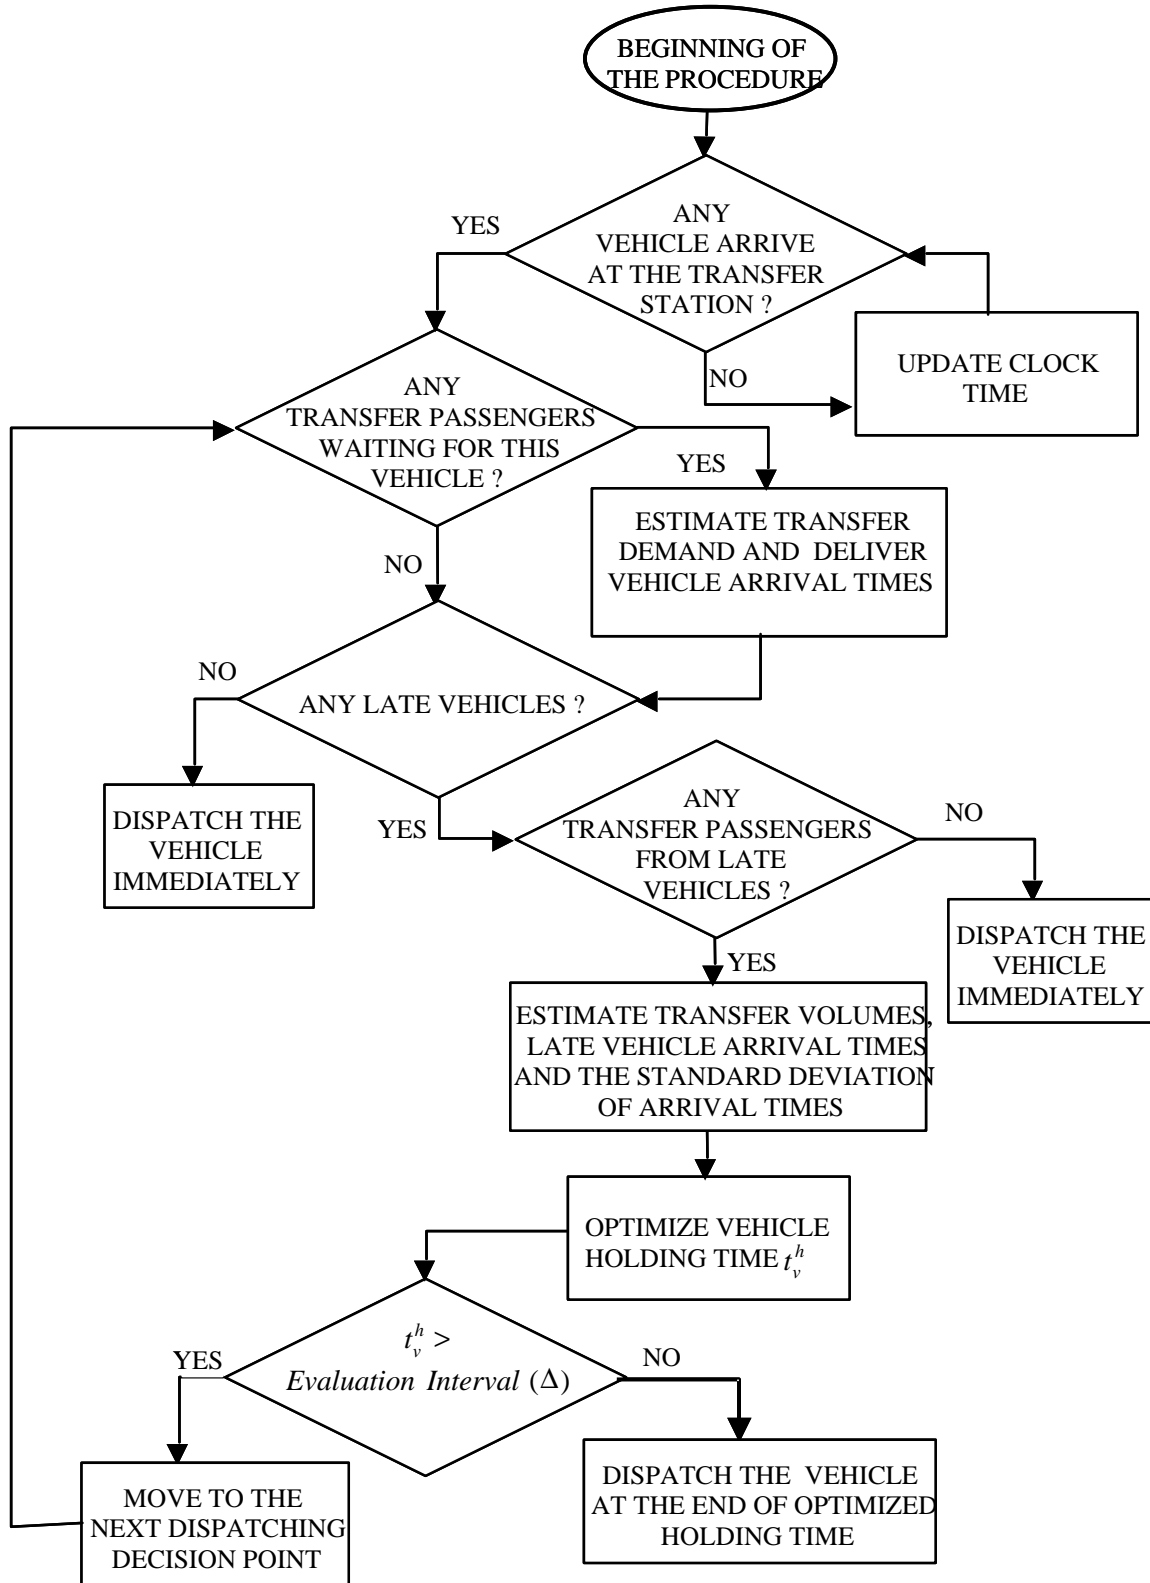 BEGINNING OF
THE PROCEDURE
ANY
VEHICLE ARRIVE
AT THE TRANSFER
STATION ?
YES
NO
UPDATE CLOCK
TIME
ANY
TRANSFER PASSENGERS
WAITING FOR THIS
VEHICLE ?
YES
NO
ESTIMATE TRANSFER
DEMAND AND DELIVER
VEHICLE ARRIVAL TIMES
ANY LATE VEHICLES ?
NO
YES
DISPATCH THE
VEHICLE
IMMEDIATELY
ANY
TRANSFER PASSENGERS
FROM LATE
VEHICLES ?
NO
YES
DISPATCH THE
VEHICLE
IMMEDIATELY
ESTIMATE TRANSFER VOLUMES,
LATE VEHICLE ARRIVAL TIMES
AND THE STANDARD DEVIATION
OF ARRIVAL TIMES
OPTIMIZE VEHICLE
HOLDING TIME t_v^h
t_v^h >
Evaluation Interval (Δ)
YES
NO
MOVE TO THE
NEXT DISPATCHING
DECISION POINT
DISPATCH THE VEHICLE
AT THE END OF OPTIMIZED
HOLDING TIME